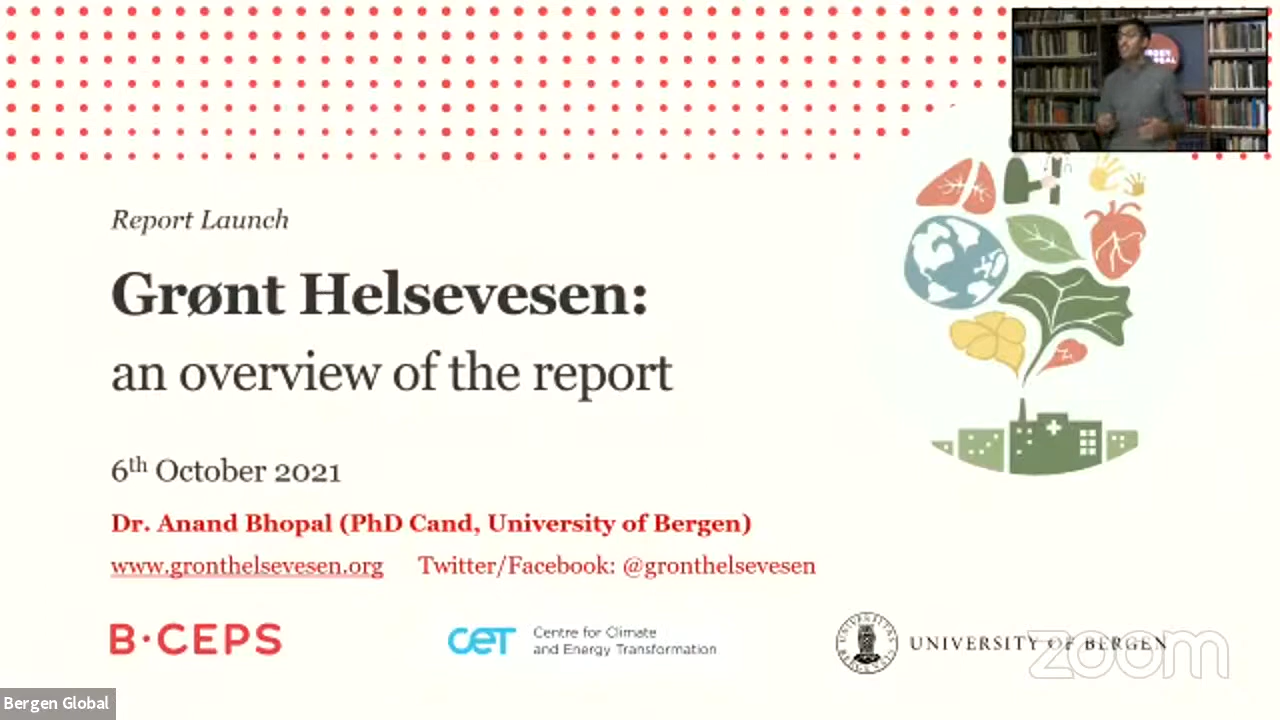 Report Launch
Grønt Helsevesen:
an overview of the report
6th October 2021
Dr. Anand Bhopal (PhD Cand, University of Bergen)
www.gronthelsevesen.org Twitter/Facebook: @gronthelsevesen
B·CEPS
CET Centre for Climate
and Energy Transformation
UNIVERSITY OF BERGEN
zoom
Bergen Global